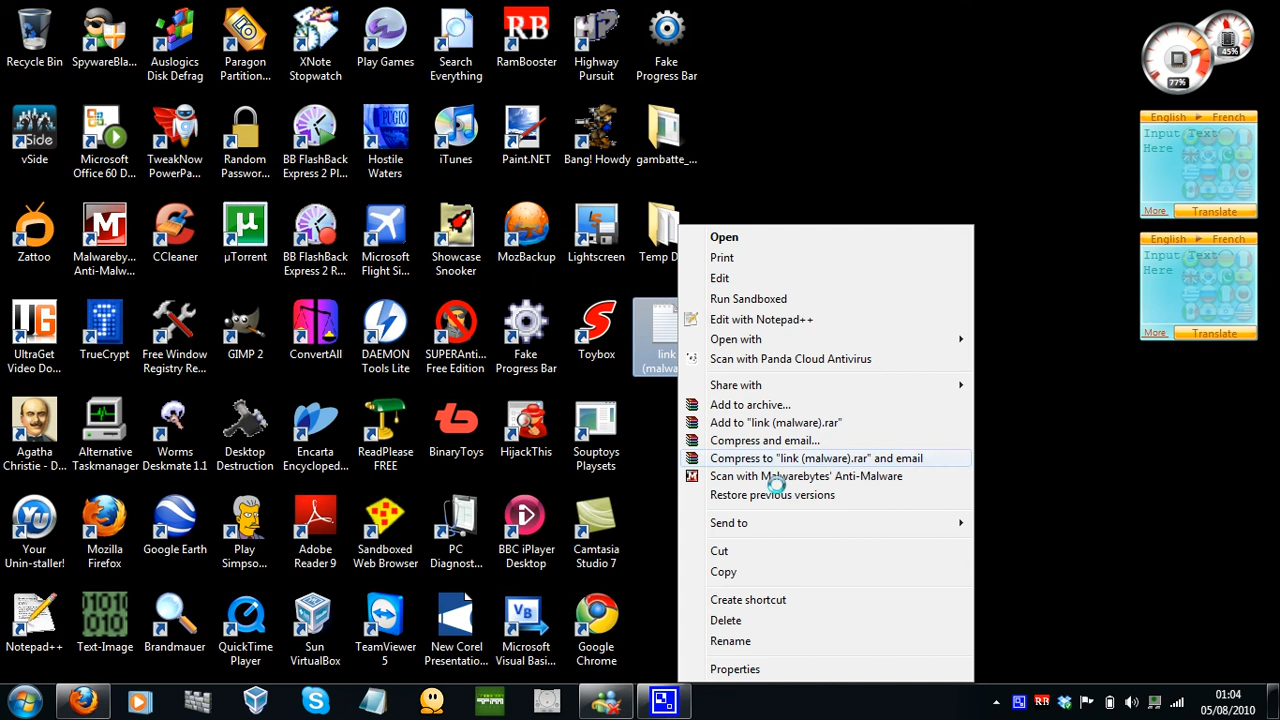 Recycle Bin
SpywareBla...
Auslogics
Disk Defrag
Paragon
Partition...
XNote
Stopwatch
Play Games
Search
Everything
RB
RamBooster
HP
Highway
Pursuit
Fake
Progress Bar
vSide
Microsoft
Office 60 D...
TweakNow
PowerPa...
Random
Passwor...
BB FlashBack
Express 2 Pl...
Hostile
Waters
iTunes
Paint.NET
Bang! Howdy
gambatte_...
Zattoo
Malwareby...
Anti-Malw...
CCleaner
µTorrent
BB FlashBack
Express 2 R...
Microsoft
Flight Si...
Showcase
Snooker
MozBackup
Lightscreen
Temp D
UltraGet
Video Do...
TrueCrypt
Free Window
Registry Re...
GIMP 2
ConvertAll
DAEMON
Tools Lite
SUPERAnti...
Free Edition
Fake
Progress Bar
Toybox
link
(malwa
Agatha
Christie - D...
Alternative
Taskmanager
Worms
Deskmate 1.1
Desktop
Destruction
Encarta
Encycloped...
ReadPlease
FREE
BinaryToys
HijackThis
Souptoys
Playsets
Your
Unin-staller!
Mozilla
Firefox
Google Earth
Play
Simpso...
Adobe
Reader 9
Sandboxed
Web Browser
PC
Diagnost...
BBC iPlayer
Desktop
Camtasia
Studio 7
Notepad++
Text-Image
Brandmauer
QuickTime
Player
Sun
VirtualBox
TeamViewer
5
New Corel
Presentatio...
Microsoft
Visual Basi...
Google
Chrome
Open
Print
Edit
Run Sandboxed
Edit with Notepad++
Open with
Scan with Panda Cloud Antivirus
Share with
Add to archive...
Add to "link (malware).rar"
Compress and email...
Compress to "link (malware).rar" and email
Scan with Malwarebytes' Anti-Malware
Restore previous versions
Send to
Cut
Copy
Create shortcut
Delete
Rename
Properties
45%
77%
English French
Input Text
Here
More Translate
English French
Input Text
Here
More Translate
RB
01:04
05/08/2010